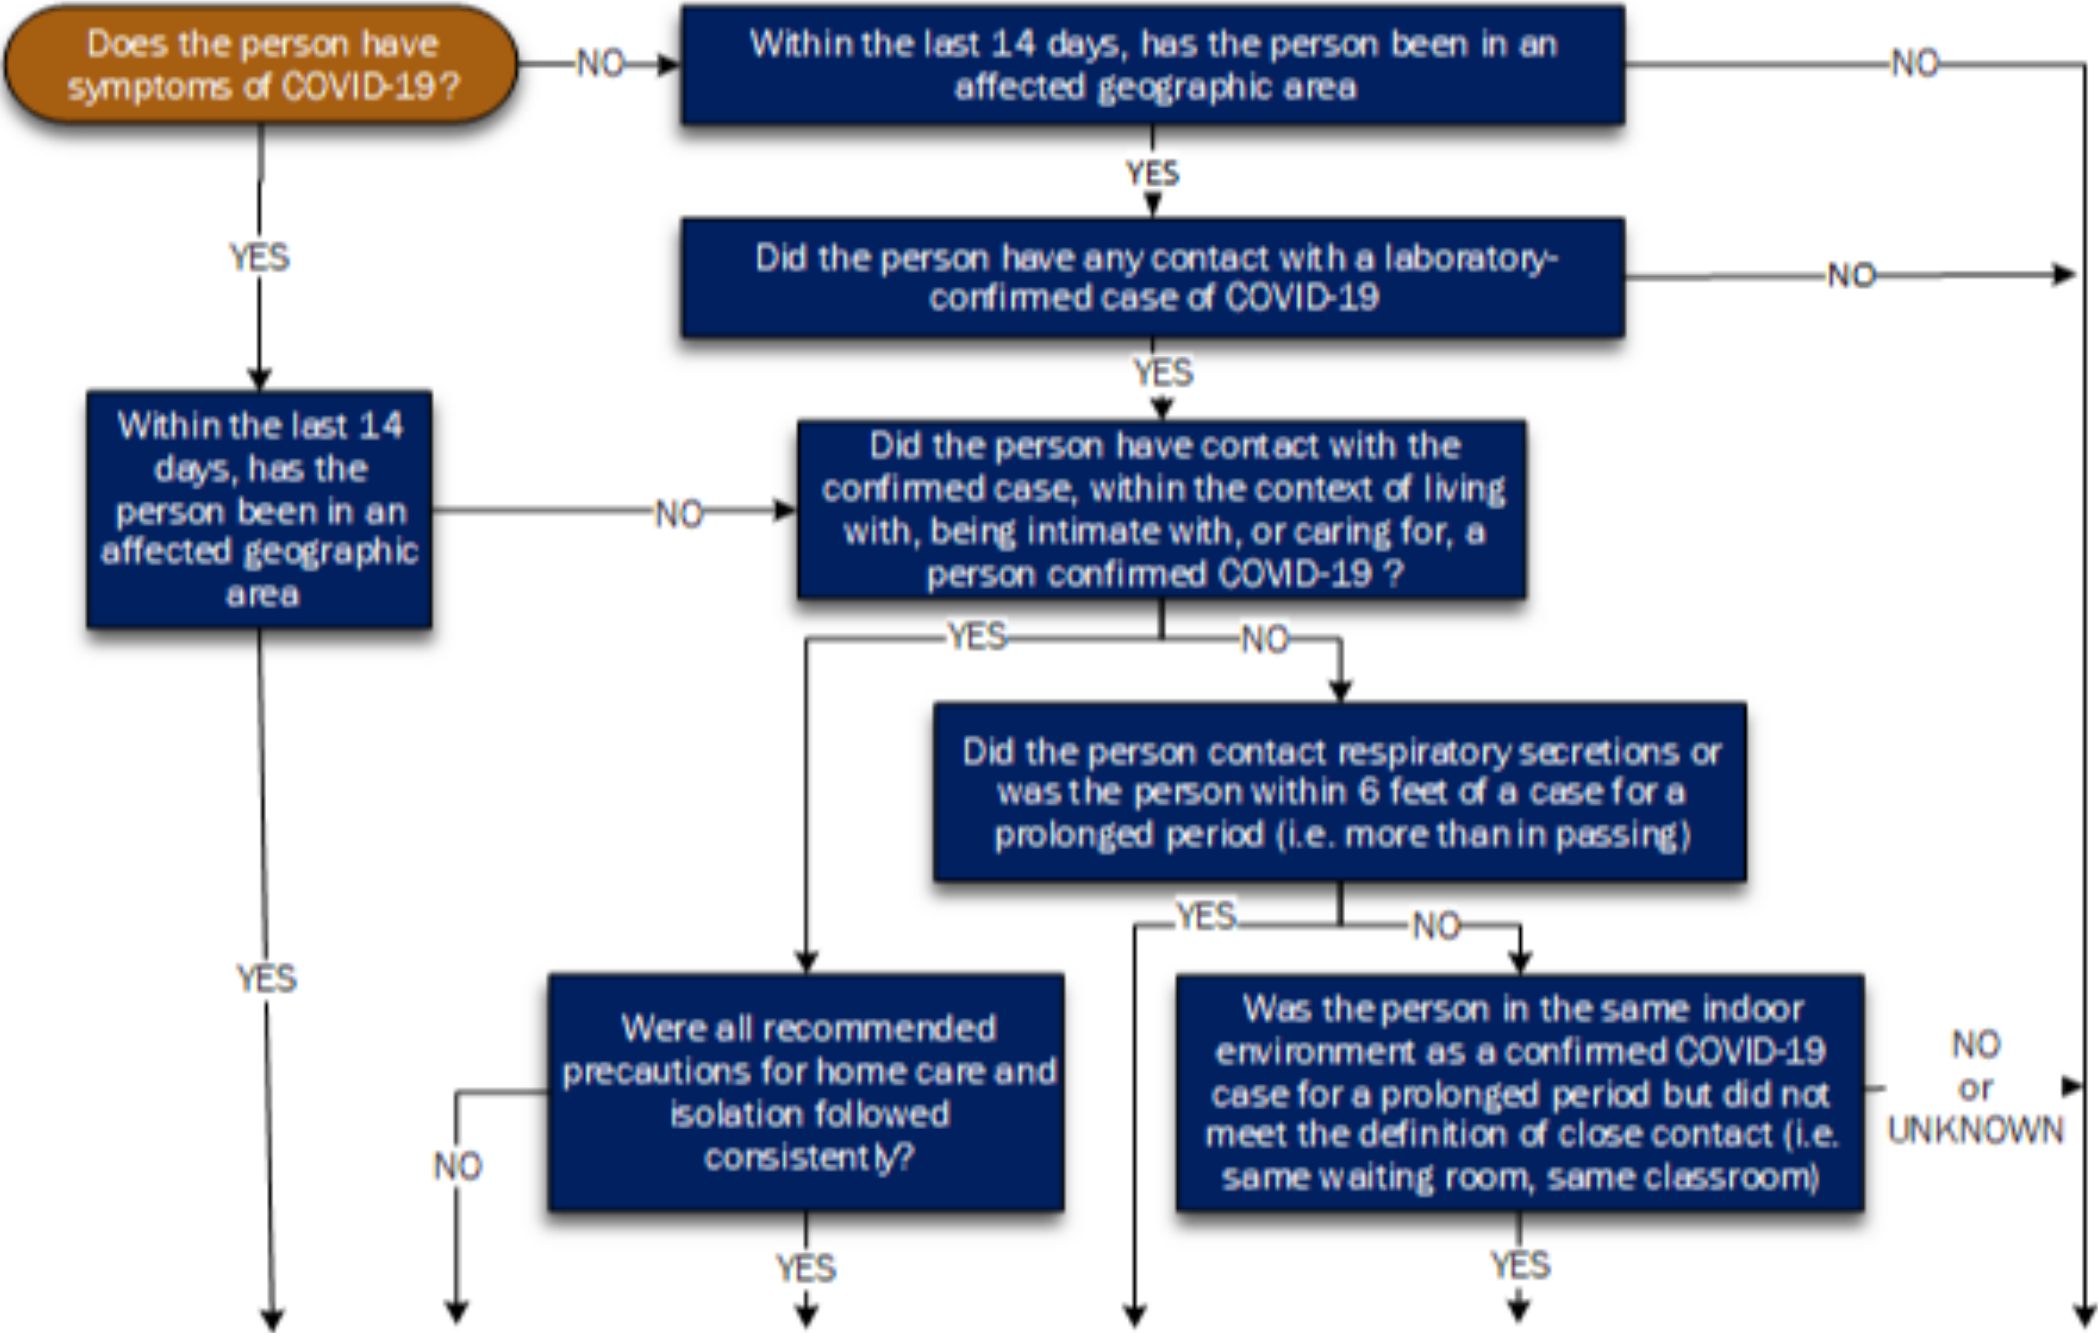 Does the person have
symptoms of COVID-19?
NO
Within the last 14 days, has the person been in an
affected geographic area
NO
YES
YES
Did the person have any contact with a laboratory-
confirmed case of COVID-19
NO
YES
Within the last 14
days, has the
person been in an
affected geographic
area
NO
Did the person have contact with the
confirmed case, within the context of living
with, being intimate with, or caring for, a
person confirmed COVID-19 ?
YES
NO
Did the person contact respiratory secretions or
was the person within 6 feet of a case for a
prolonged period (i.e. more than in passing)
YES
NO
YES
Were all recommended
precautions for home care and
isolation followed
consistently?
NO
YES
Was the person in the same indoor
environment as a confirmed COVID-19
case for a prolonged period but did not
meet the definition of close contact (i.e.
same waiting room, same classroom)
NO
or
UNKNOWN
YES